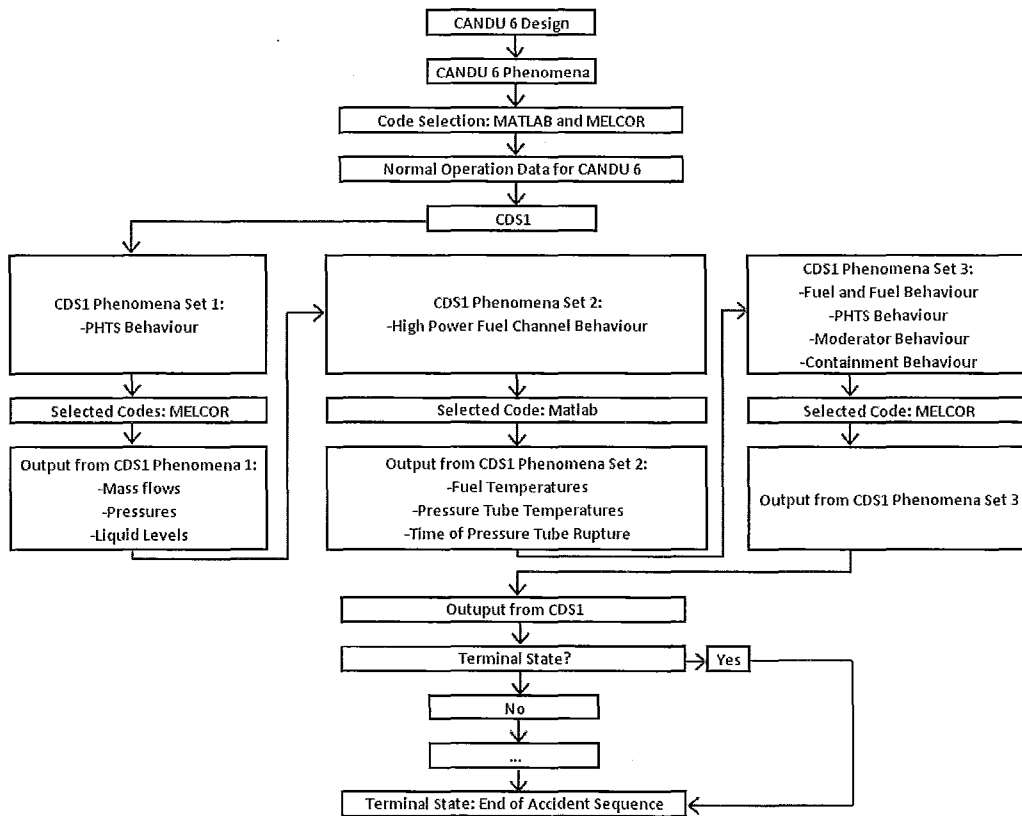 CANDU 6 Design
CANDU 6 Phenomena
Code Selection: MATLAB and MELCOR
Normal Operation Data for CANDU 6
CDS1
CDS1 Phenomena Set 1:
-PHTS Behaviour
Selected Codes: MELCOR
Output from CDS1 Phenomena 1:
-Mass flows
-Pressures
-Liquid Levels
CDS1 Phenomena Set 2:
-High Power Fuel Channel Behaviour
Selected Code: Matlab
Output from CDS1 Phenomena Set 2:
-Fuel Temperatures
-Pressure Tube Temperatures
-Time of Pressure Tube Rupture
CDS1 Phenomena Set 3:
-Fuel and Fuel Behaviour
-PHTS Behaviour
-Moderator Behaviour
-Containment Behaviour
Selected Code: MELCOR
Output from CDS1 Phenomena Set 3
Outuput from CDS1
Terminal State?
Yes
No
...
Terminal State: End of Accident Sequence